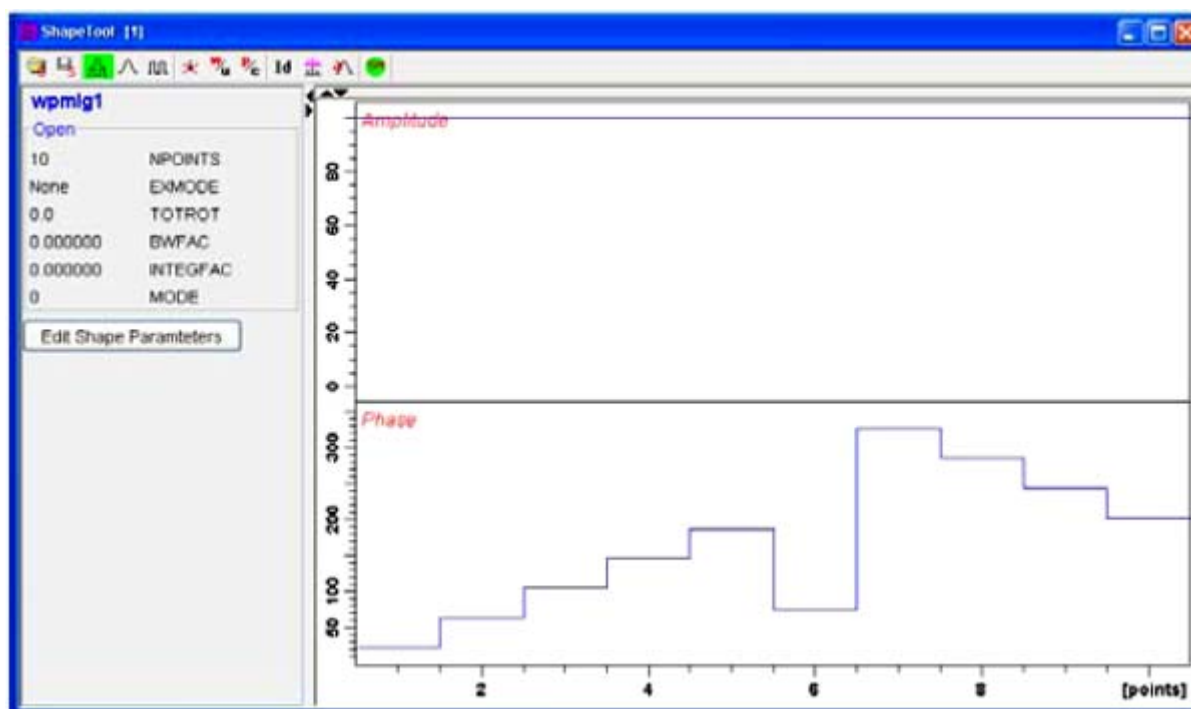 ShapeTool [1]
1d
wpmlg1
Open
10 NPOINTS
None EXMODE
0.0 TOTROT
0.000000 BWFAC
0.000000 INTEGFAC
0 MODE
Edit Shape Paramteters
Amplitude
80
60
40
20
0
Phase
300
200
100
50
2 4 6 8 [points]